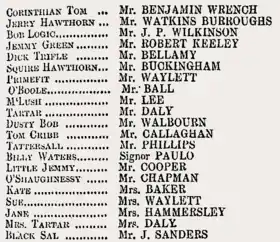 CORINTHIAN TOM ... Mr. BENJAMIN WRENCH
JERRY HAWTHORN ... Mr. WATKINS BURROUGHS
BOB LOGIC............ Mr. J. P. WILKINSON
JEMMY GREEN......... Mr. ROBERT KEELEY
DICK TRIFLE ......... Mr. BELLAMY
SQUIRE HAWTHORN... Mr. BUCKINGHAM
PRIMEFIT ............ Mr. WAYLETT
O'BOOLE............... Mr. BALL
M'LUSH ............... Mr. LEE
TARTAR ............... Mr. DALY
DUSTY BOB ............ Mr. WALBOURN
TOM CRIBB ............ Mr. CALLAGHAN
TATTERSALL ......... Mr. PHILLIPS
BILLY WATERS......... Signor PAULO
LITTLE JEMMY......... Mr. COOPER
O'SHAUGHNESSY ...... Mr. CHAPMAN
KATE .................. Mrs. BAKER
SUE..................... Mrs. WAYLETT
JANE .................. Mrs. HAMMERSLEY
MRS. TARTAR ......... Mrs. DALY
BLACK SAL ............ Mr. J. SANDERS